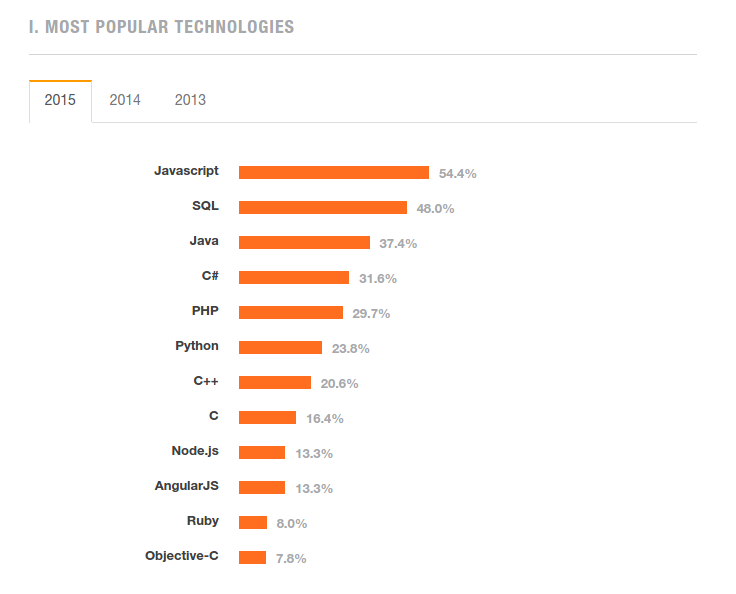 I. MOST POPULAR TECHNOLOGIES
2015 2014 2013
Javascript 54.4%
SQL 48.0%
Java 37.4%
C# 31.6%
PHP 29.7%
Python 23.8%
C++ 20.6%
C 16.4%
Node.js 13.3%
AngularJS 13.3%
Ruby 8.0%
Objective-C 7.8%